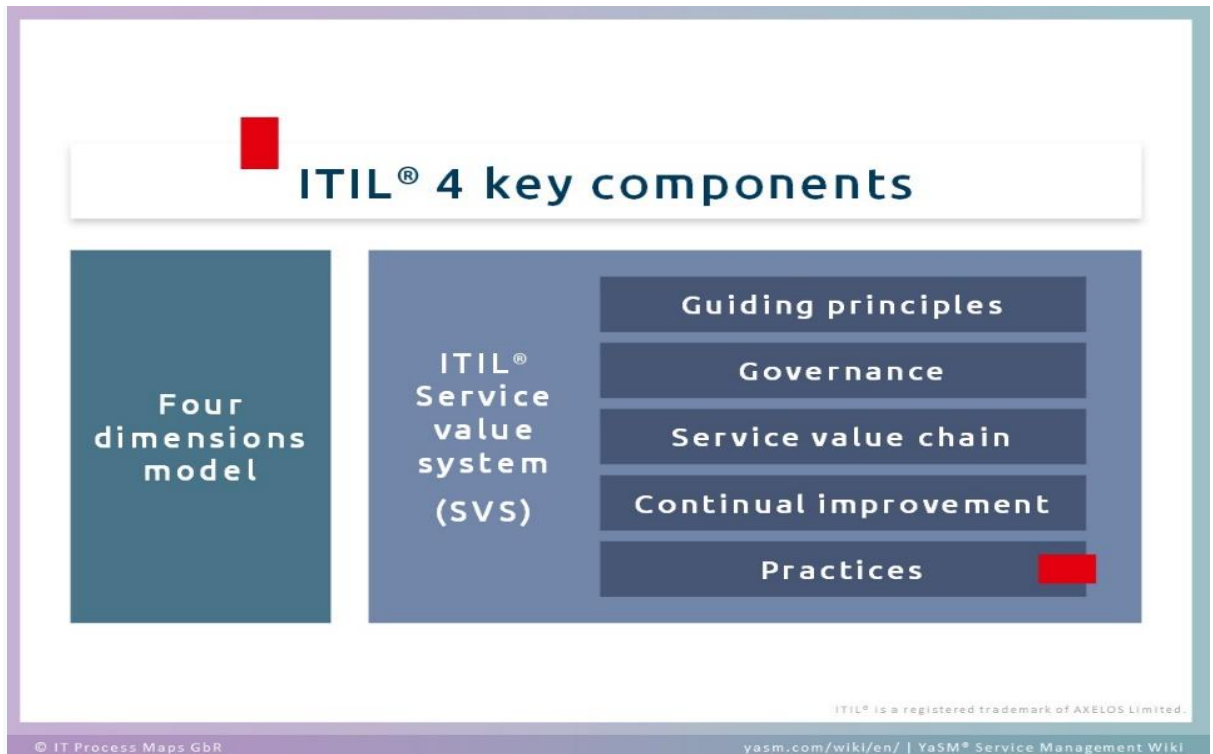 ITIL® 4 key components
Four
dimensions
model
ITIL®
Service
value
system
(SVS)
Guiding principles
Governance
Service value chain
Continual improvement
Practices
ITIL® is a registered trademark of AXELOS Limited.
© IT Process Maps GbR
yasm.com/wiki/en/ | YaSM® Service Management Wiki